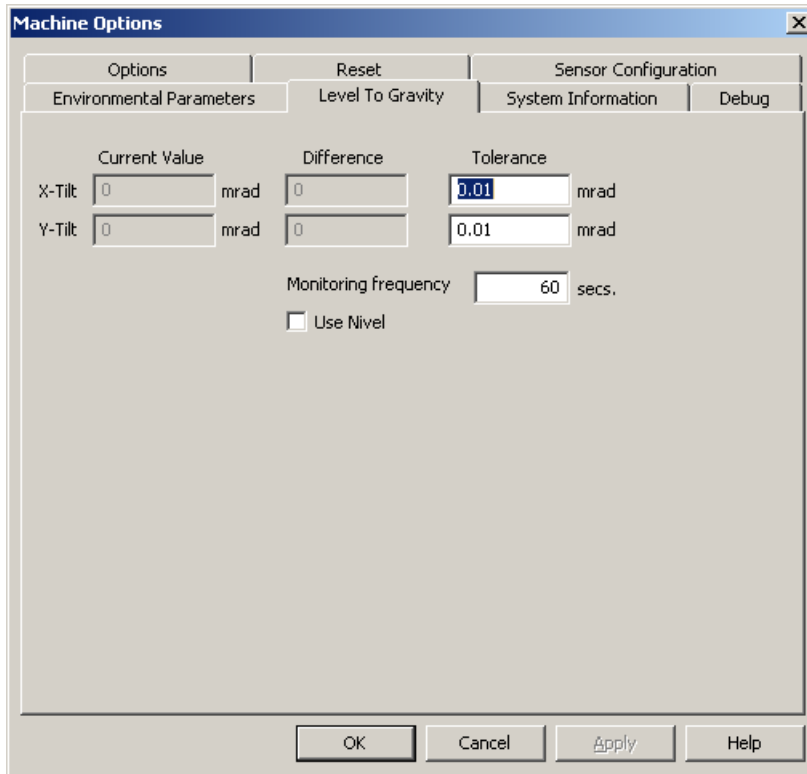 Machine Options
Options Reset Sensor Configuration
Environmental Parameters Level To Gravity System Information Debug
Current Value Difference Tolerance
X-Tilt 0 mrad 0 0.01 mrad
Y-Tilt 0 mrad 0 0.01 mrad
Monitoring frequency 60 secs.
Use Nivel
OK Cancel Apply Help